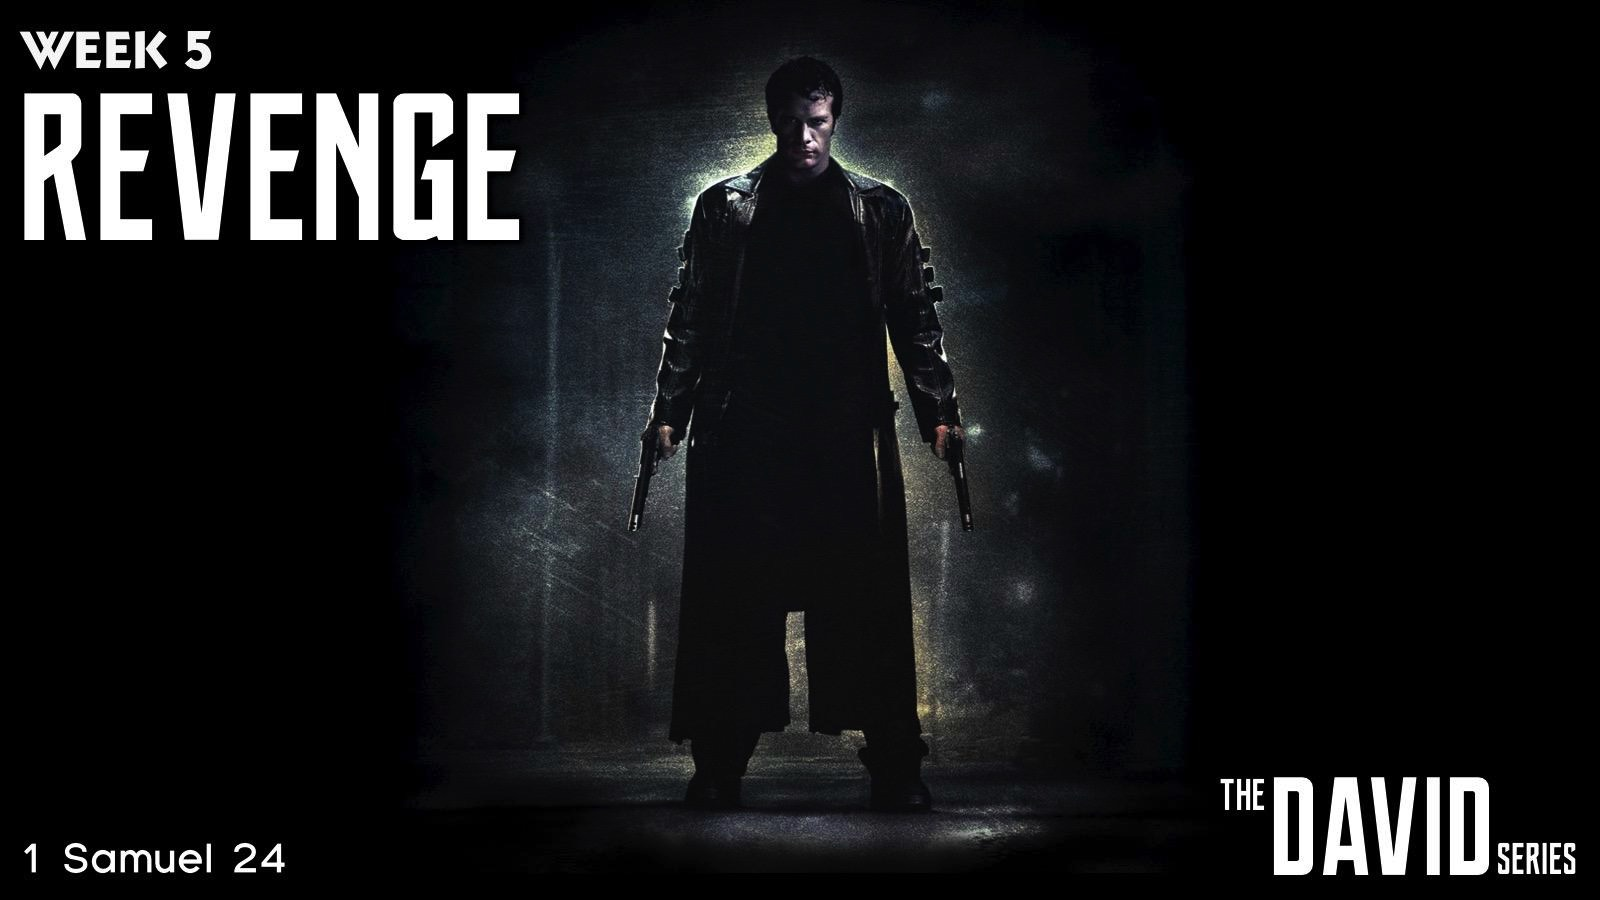 WEEK 5
REVENGE
1 Samuel 24
THE DAVID SERIES